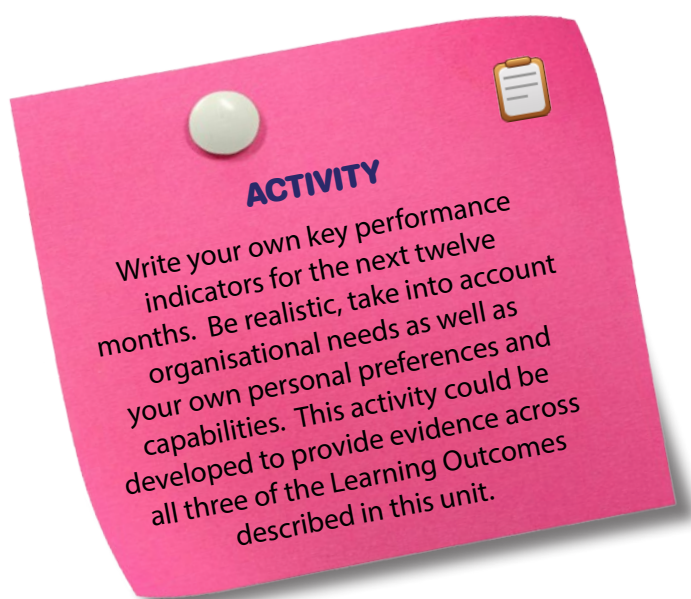 ACTIVITY
Write your own key performance
indicators for the next twelve
months. Be realistic, take into account
organisational needs as well as
your own personal preferences and
capabilities. This activity could be
developed to provide evidence across
all three of the Learning Outcomes
described in this unit.